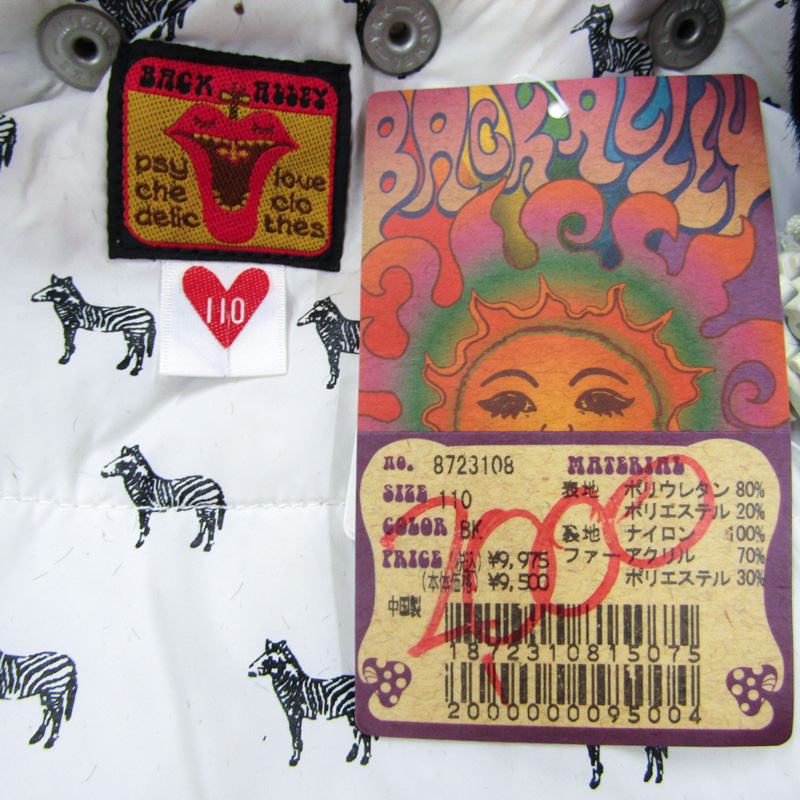 BACK ALLEY
psy
che
delic
love
clo
thes
110
BACK ALLEY
no. 8723108
SIZE 110
COLOR BK
PRICE (税込) ¥9,975
(本体価格) ¥9,500
中国製
MATERIAL
表地 ポリウレタン 80%
ポリエステル 20%
裏地 ナイロン 100%
ファー アクリル 70%
ポリエステル 30%
2,000
1872310815075
2000000095004